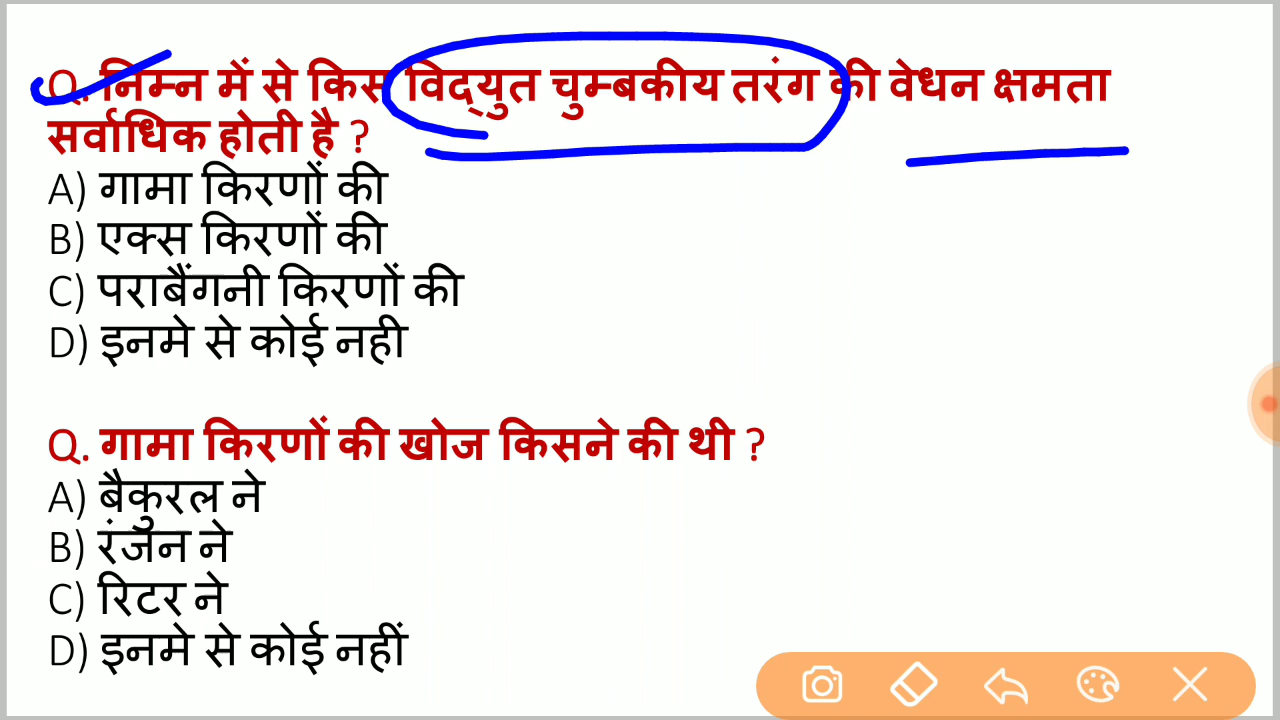 Q. निम्न में से किस विद्युत चुम्बकीय तरंग की वेधन क्षमता
सर्वाधिक होती है ?
A) गामा किरणों की
B) एक्स किरणों की
C) पराबैंगनी किरणों की
D) इनमे से कोई नही
Q. गामा किरणों की खोज किसने की थी ?
A) बैकुरल ने
B) रंजन ने
C) रिटर ने
D) इनमे से कोई नहीं